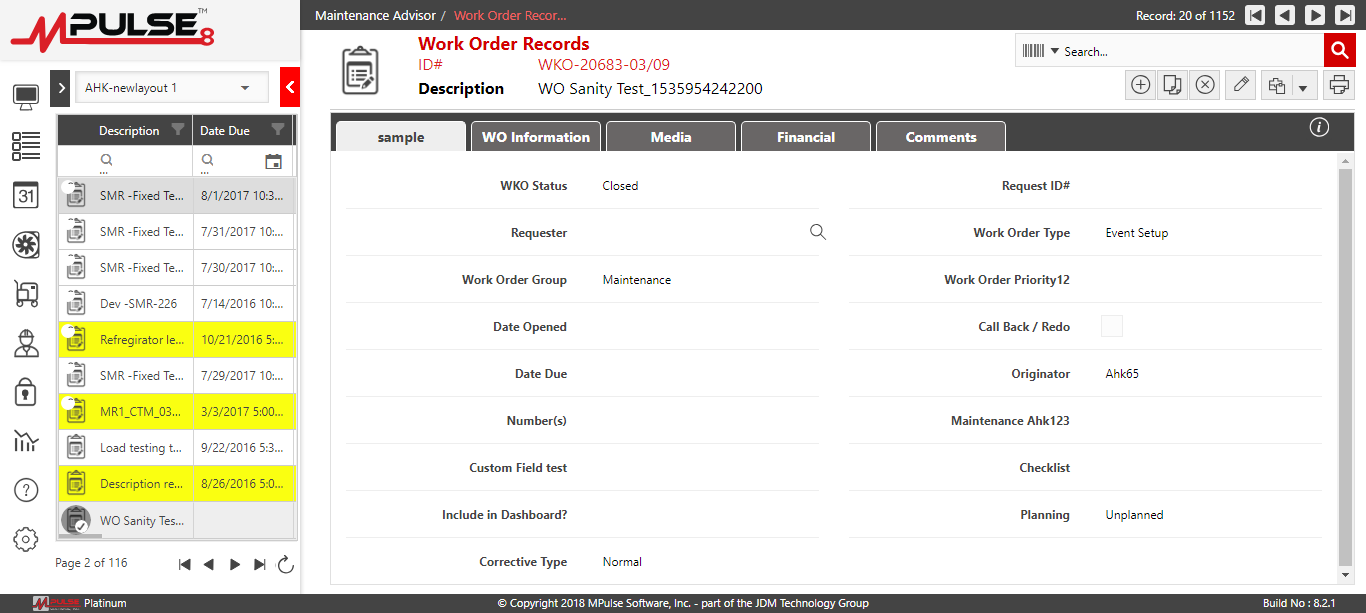 MPULSE 8 ™
Maintenance Advisor / Work Order Recor...
Record: 20 of 1152
Work Order Records
ID# WKO-20683-03/09
Description WO Sanity Test_1535954242200
Search...
AHK-newlayout 1
31
Description Date Due
... ...
SMR -Fixed Te... 8/1/2017 10:3...
SMR -Fixed Te... 7/31/2017 10:...
SMR -Fixed Te... 7/30/2017 10:...
Dev -SMR-226 7/14/2016 10:...
Refregirator le... 10/21/2016 5:...
SMR -Fixed Te... 7/29/2017 10:...
MR1_CTM_03... 3/3/2017 5:00...
Load testing t... 9/22/2016 5:3...
Description re... 8/26/2016 5:0...
WO Sanity Tes...
Page 2 of 116
sample WO Information Media Financial Comments
WKO Status Closed Request ID#
Requester Work Order Type Event Setup
Work Order Group Maintenance Work Order Priority12
Date Opened Call Back / Redo
Date Due Originator Ahk65
Number(s) Maintenance Ahk123
Custom Field test Checklist
Include in Dashboard? Planning Unplanned
Corrective Type Normal
MPULSE Platinum
© Copyright 2018 MPulse Software, Inc. - part of the JDM Technology Group
Build No : 8.2.1